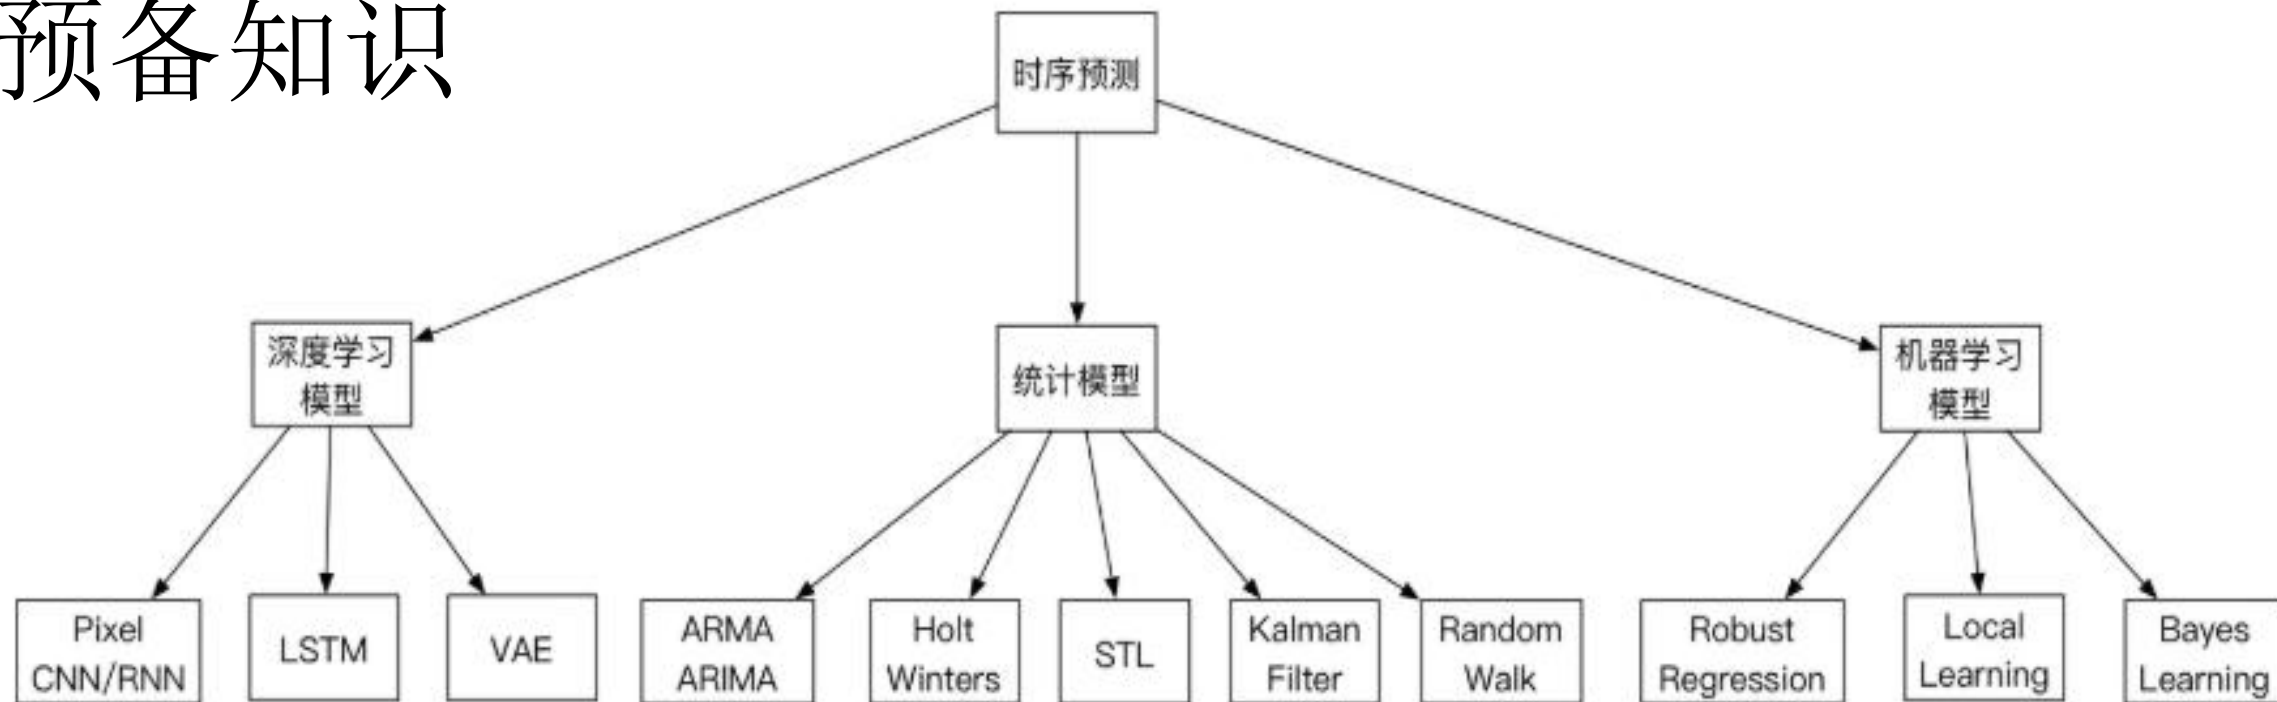 预备知识
时序预测
深度学习
模型
统计模型
机器学习
模型
Pixel
CNN/RNN
LSTM
VAE
ARMA
ARIMA
Holt
Winters
STL
Kalman
Filter
Random
Walk
Robust
Regression
Local
Learning
Bayes
Learning